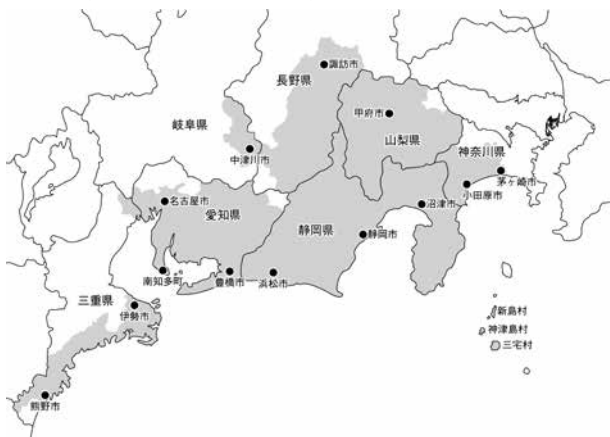 諏訪市
長野県
甲府市
岐阜県
山梨県
神奈川県
中津川市
茅ヶ崎市
小田原市
名古屋市
沼津市
愛知県
静岡県
静岡市
南知多町
豊橋市
浜松市
三重県
伊勢市
新島村
神津島村
三宅村
熊野市